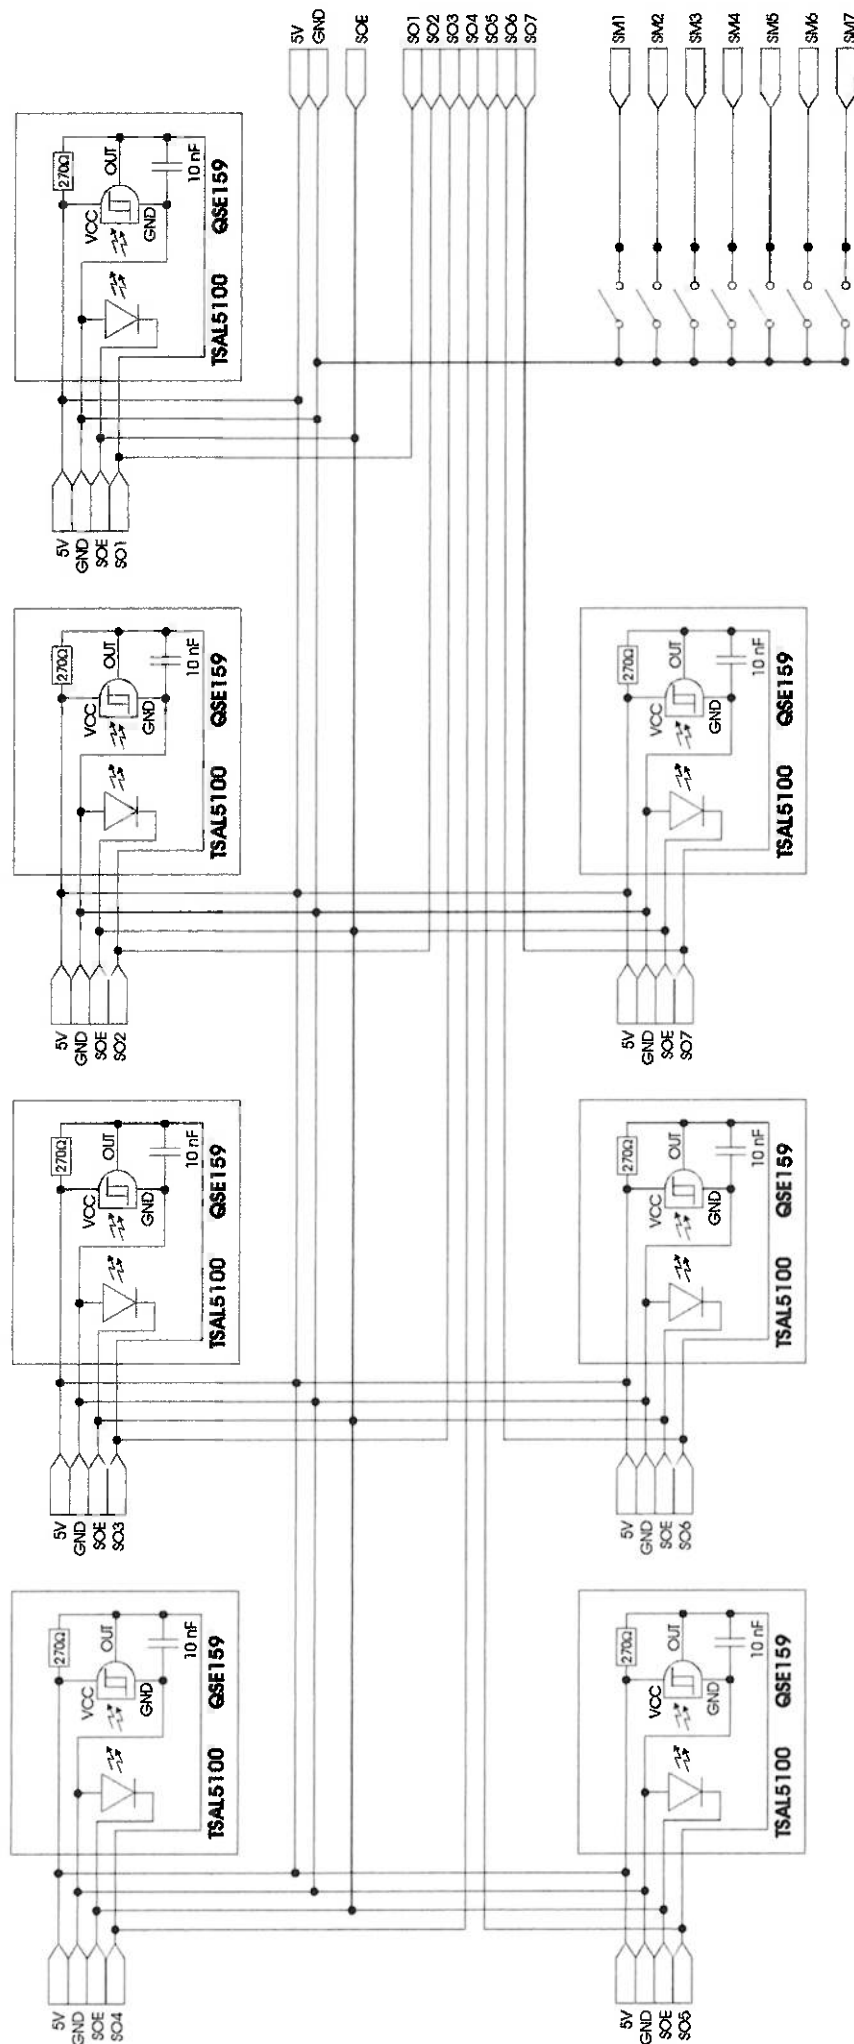 5V
GND
SOE
SO1
SO2
SO3
SO4
SO5
SO6
SO7
SM1
SM2
SM3
SM4
SM5
SM6
SM7
270Ω
VCC
OUT
GND
10 nF
TSAL5100 QSE159
5V
GND
SOE
SO1
270Ω
VCC
OUT
GND
10 nF
TSAL5100 QSE159
5V
GND
SOE
SO2
270Ω
VCC
OUT
GND
10 nF
TSAL5100 QSE159
5V
GND
SOE
SO7
270Ω
VCC
OUT
GND
10 nF
TSAL5100 QSE159
5V
GND
SOE
SO3
270Ω
VCC
OUT
GND
10 nF
TSAL5100 QSE159
5V
GND
SOE
SO6
270Ω
VCC
OUT
GND
10 nF
TSAL5100 QSE159
5V
GND
SOE
SO4
270Ω
VCC
OUT
GND
10 nF
TSAL5100 QSE159
5V
GND
SOE
SO5